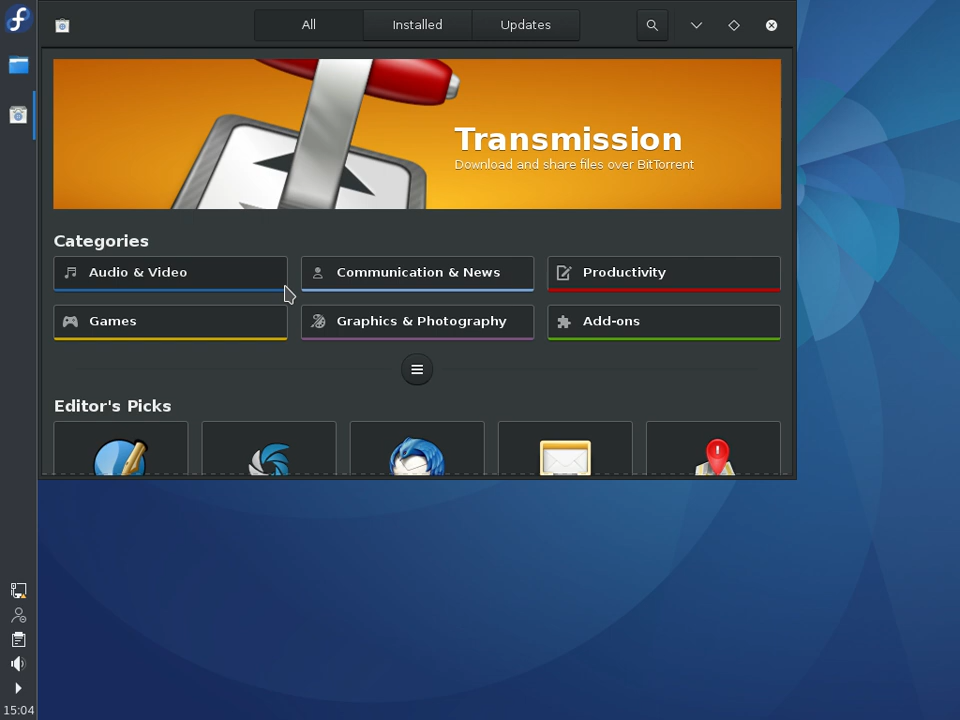 All
Installed
Updates
Transmission
Download and share files over BitTorrent
Categories
Audio & Video
Communication & News
Productivity
Games
Graphics & Photography
Add-ons
Editor's Picks
15:04